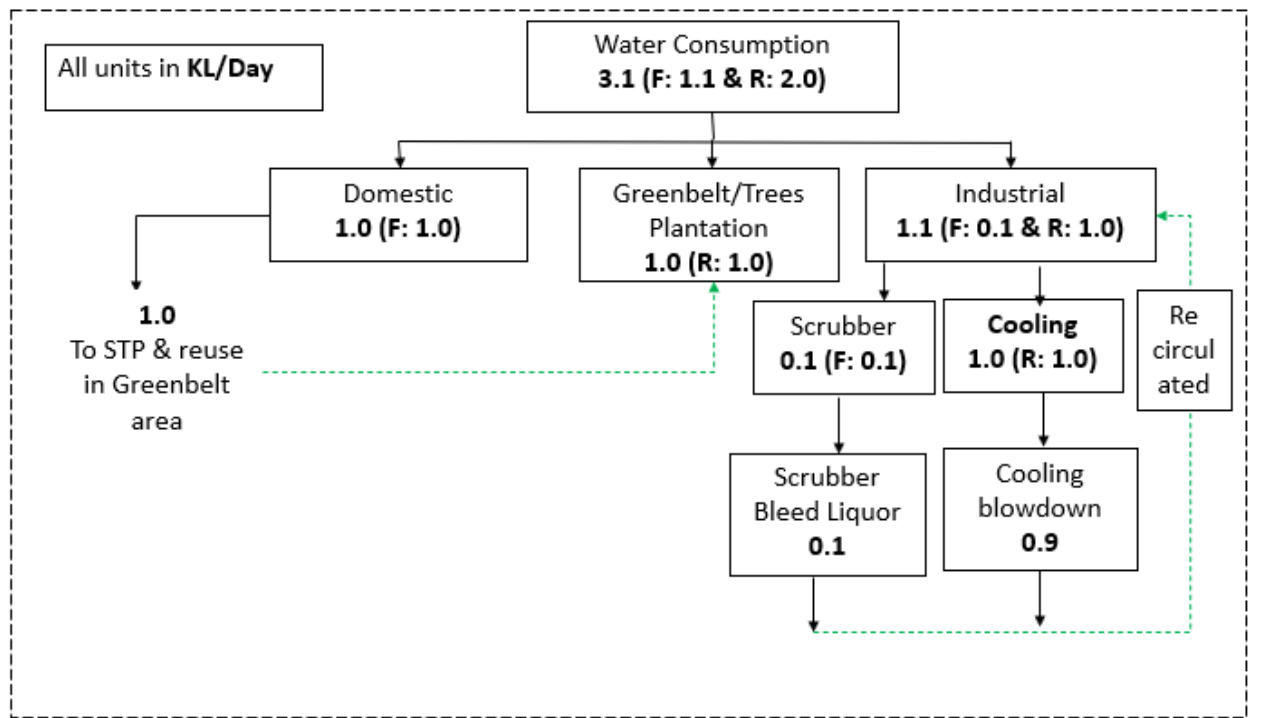 All units in KL/Day
Water Consumption
3.1 (F: 1.1 & R: 2.0)
Domestic
1.0 (F: 1.0)
Greenbelt/Trees
Plantation
1.0 (R: 1.0)
Industrial
1.1 (F: 0.1 & R: 1.0)
1.0
To STP & reuse
in Greenbelt
area
Scrubber
0.1 (F: 0.1)
Cooling
1.0 (R: 1.0)
Re
circul
ated
Scrubber
Bleed Liquor
0.1
Cooling
blowdown
0.9